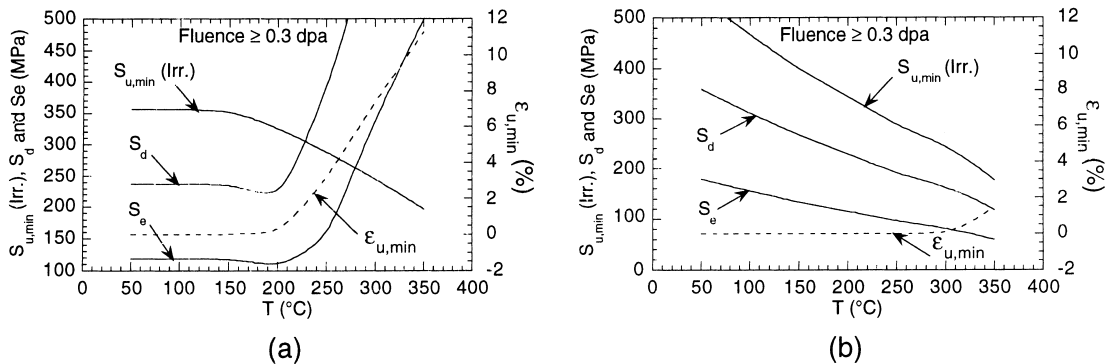 S_u,min (Irr.), S_d and Se (MPa)
500
450
400
350
300
250
200
150
100
Fluence ≥ 0.3 dpa
S_u,min (Irr.)
S_d
S_e
ε_u,min
12
10
8
6
4
2
0
-2
ε_u,min (%)
0 50 100 150 200 250 300 350 400
T (°C)
(a)
S_u,min (Irr.), S_d and Se (MPa)
500
400
300
200
100
0
Fluence ≥ 0.3 dpa
S_u,min (Irr.)
S_d
S_e
ε_u,min
12
10
8
6
4
2
0
-2
ε_u,min (%)
0 50 100 150 200 250 300 350 400
T (°C)
(b)